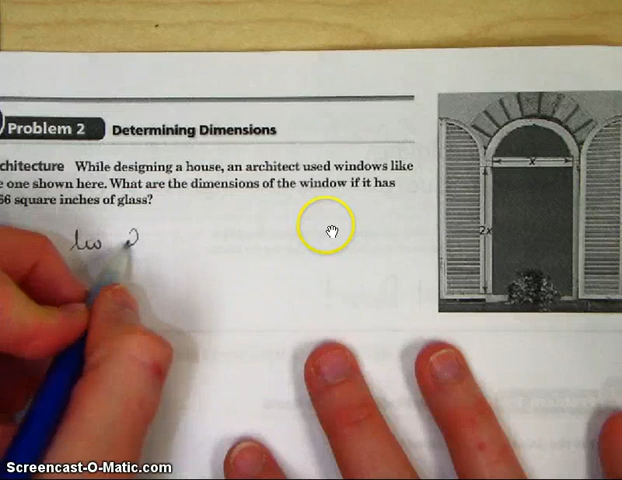 Problem 2 Determining Dimensions
chitecture While designing a house, an architect used windows like
e one shown here. What are the dimensions of the window if it has
66 square inches of glass?
lw
x
2x
Screencast-O-Matic.com